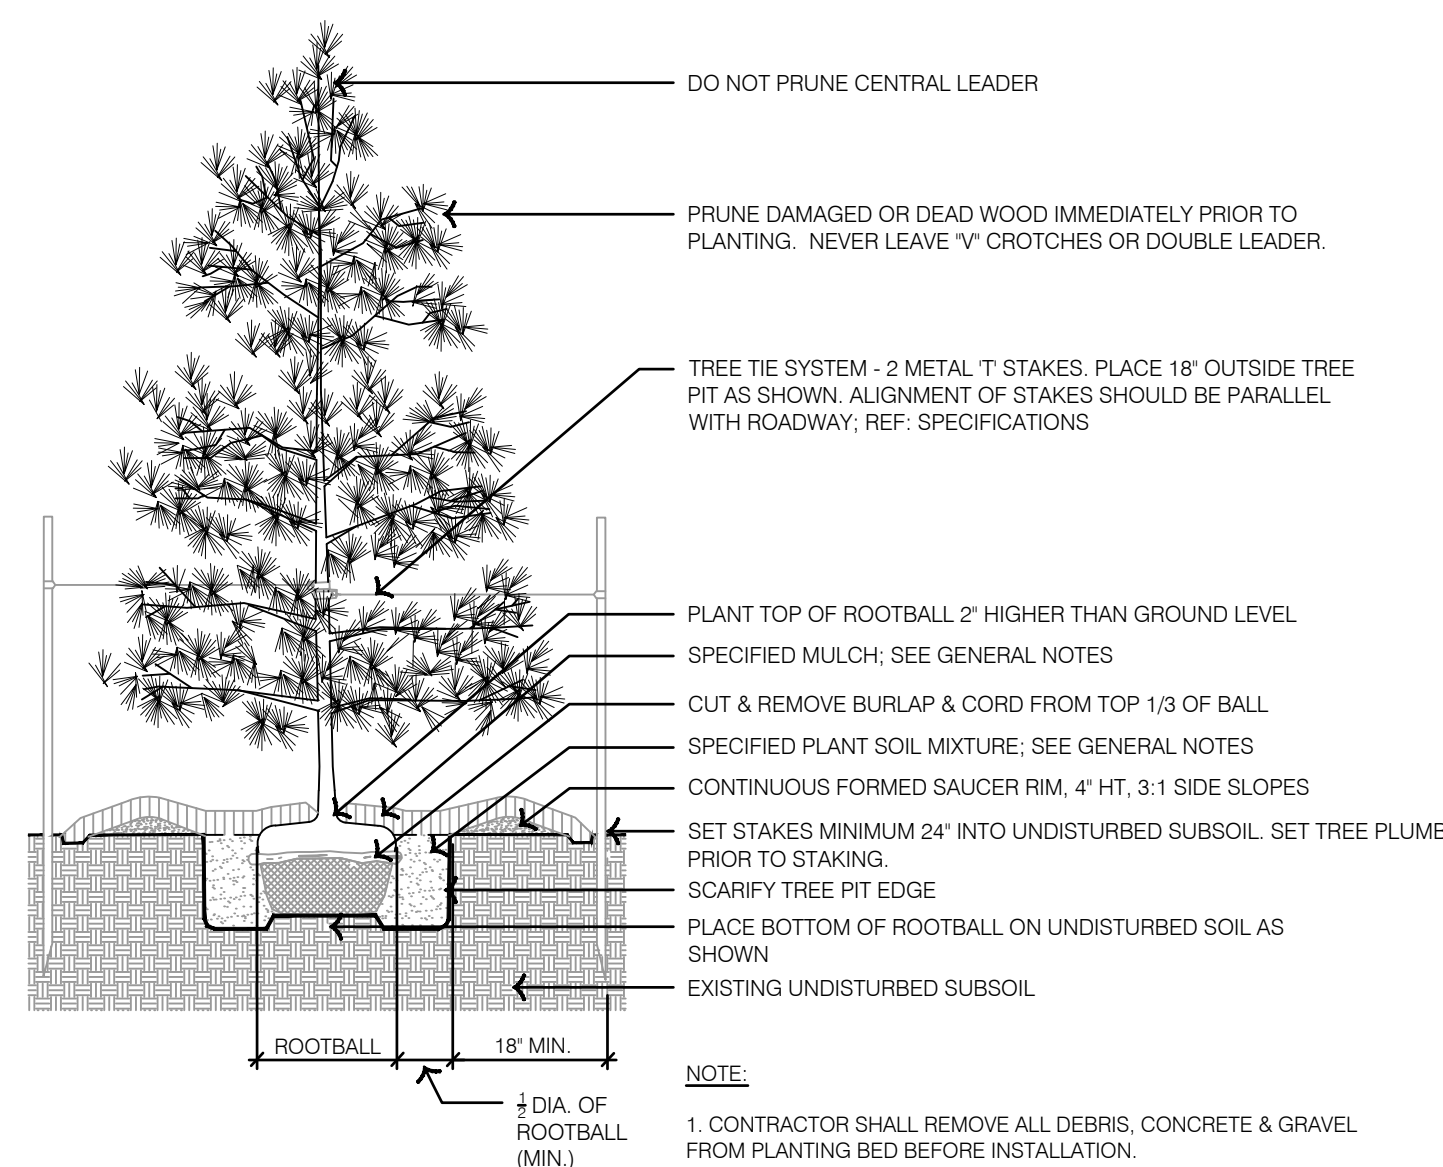 DO NOT PRUNE CENTRAL LEADER
PRUNE DAMAGED OR DEAD WOOD IMMEDIATELY PRIOR TO
PLANTING. NEVER LEAVE "V" CROTCHES OR DOUBLE LEADER.
TREE TIE SYSTEM - 2 METAL 'T' STAKES. PLACE 18" OUTSIDE TREE
PIT AS SHOWN. ALIGNMENT OF STAKES SHOULD BE PARALLEL
WITH ROADWAY; REF: SPECIFICATIONS
PLANT TOP OF ROOTBALL 2" HIGHER THAN GROUND LEVEL
SPECIFIED MULCH; SEE GENERAL NOTES
CUT & REMOVE BURLAP & CORD FROM TOP 1/3 OF BALL
SPECIFIED PLANT SOIL MIXTURE; SEE GENERAL NOTES
CONTINUOUS FORMED SAUCER RIM, 4" HT, 3:1 SIDE SLOPES
SET STAKES MINIMUM 24" INTO UNDISTURBED SUBSOIL. SET TREE PLUMB
PRIOR TO STAKING.
SCARIFY TREE PIT EDGE
PLACE BOTTOM OF ROOTBALL ON UNDISTURBED SOIL AS
SHOWN
EXISTING UNDISTURBED SUBSOIL
ROOTBALL
18" MIN.
1/2 DIA. OF
ROOTBALL
(MIN.)
NOTE:
1. CONTRACTOR SHALL REMOVE ALL DEBRIS, CONCRETE & GRAVEL
FROM PLANTING BED BEFORE INSTALLATION.